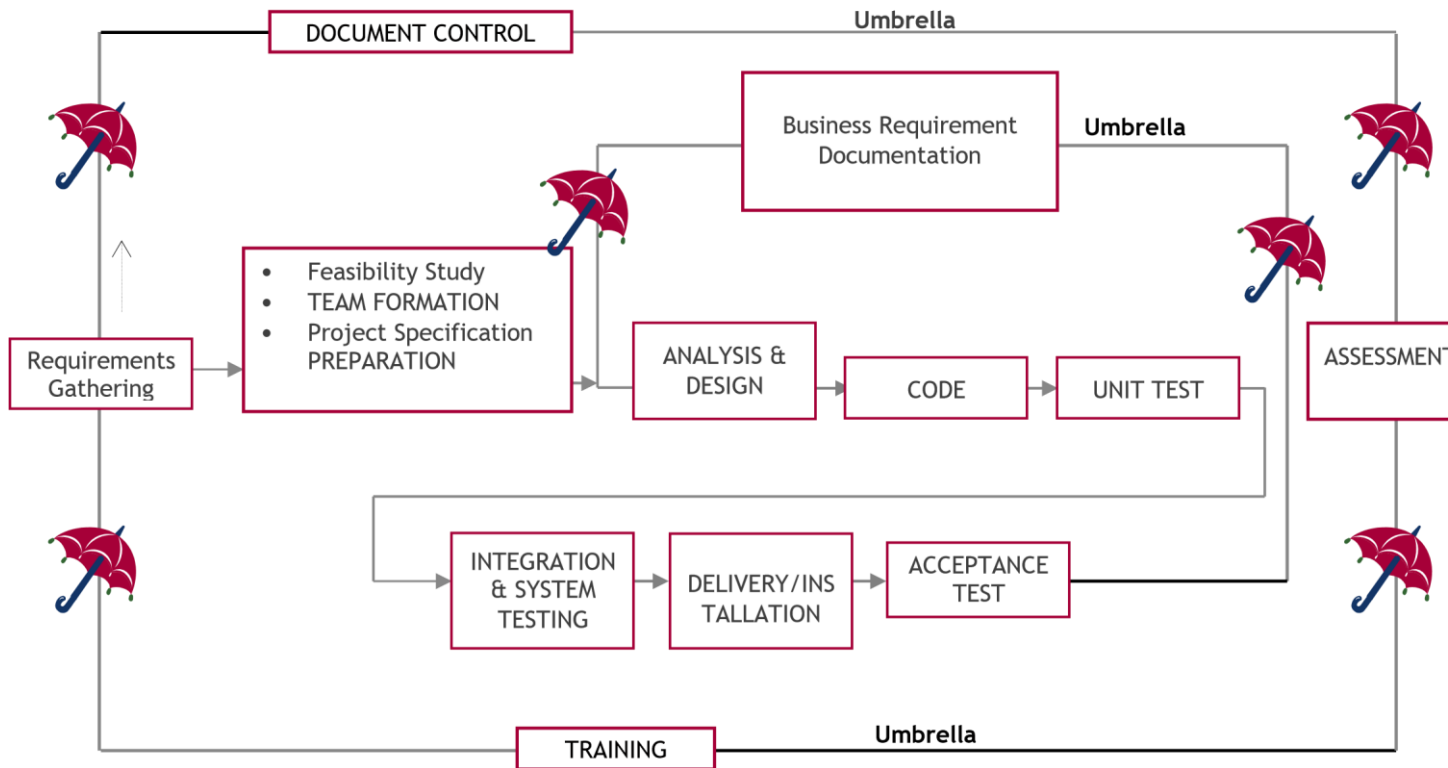 DOCUMENT CONTROL
Umbrella
Business Requirement
Documentation
Umbrella
• Feasibility Study
• TEAM FORMATION
• Project Specification
PREPARATION
Requirements
Gathering
ANALYSIS &
DESIGN
CODE
UNIT TEST
ASSESSMENT
INTEGRATION
& SYSTEM
TESTING
DELIVERY/INS
TALLATION
ACCEPTANCE
TEST
Umbrella
TRAINING